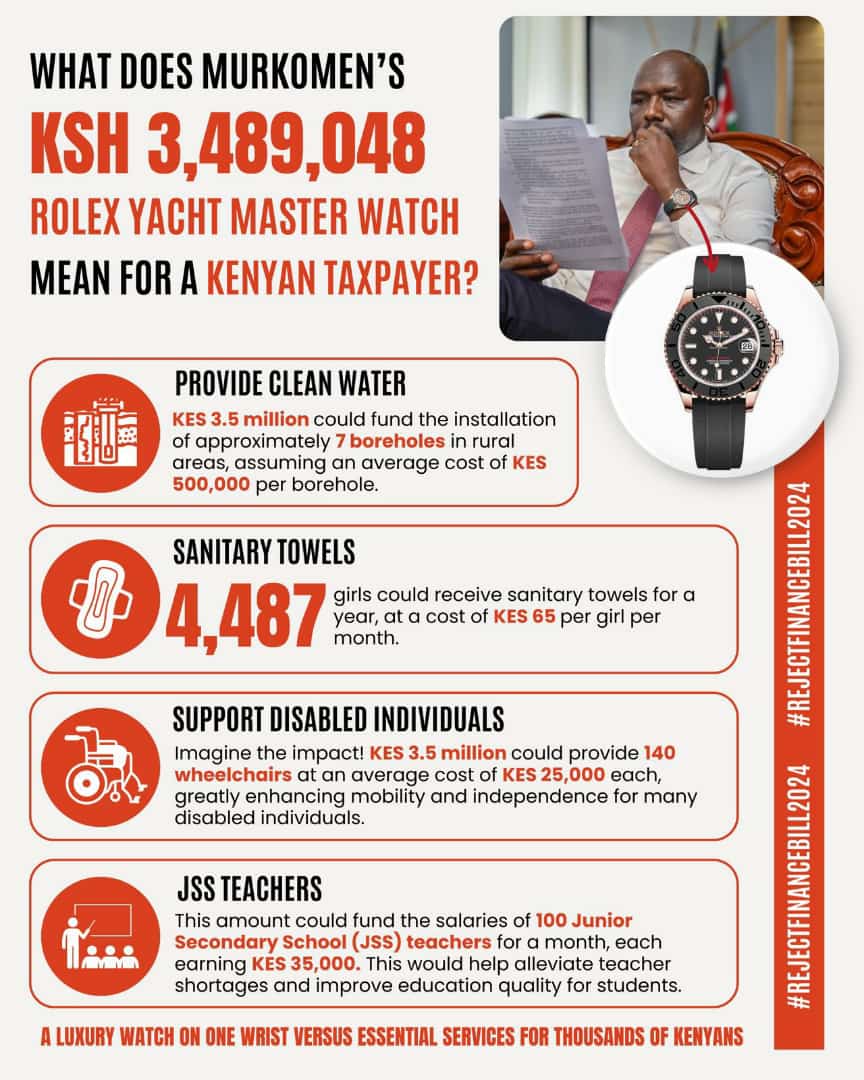 WHAT DOES MURKOMEN'S
KSH 3,489,048
ROLEX YACHT MASTER WATCH
MEAN FOR A KENYAN TAXPAYER?
PROVIDE CLEAN WATER
KES 3.5 million could fund the installation
of approximately 7 boreholes in rural
areas, assuming an average cost of KES
500,000 per borehole.
SANITARY TOWELS
4,487
girls could receive sanitary towels for a
year, at a cost of KES 65 per girl per
month.
SUPPORT DISABLED INDIVIDUALS
Imagine the impact! KES 3.5 million could provide 140
wheelchairs at an average cost of KES 25,000 each,
greatly enhancing mobility and independence for many
disabled individuals.
JSS TEACHERS
This amount could fund the salaries of 100 Junior
Secondary School (JSS) teachers for a month, each
earning KES 35,000. This would help alleviate teacher
shortages and improve education quality for students.
A LUXURY WATCH ON ONE WRIST VERSUS ESSENTIAL SERVICES FOR THOUSANDS OF KENYANS
#REJECTFINANCEBILL2024
#REJECTFINANCEBILL2024